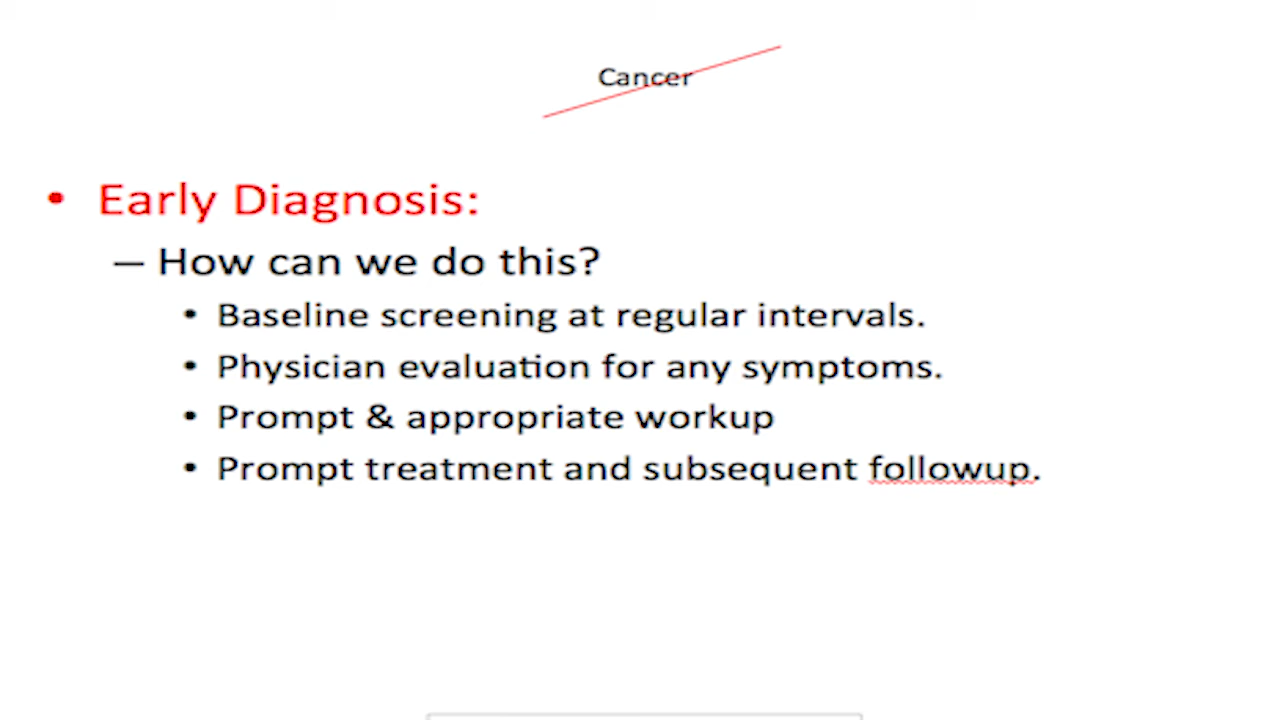 Cancer
• Early Diagnosis:
– How can we do this?
• Baseline screening at regular intervals.
• Physician evaluation for any symptoms.
• Prompt & appropriate workup
• Prompt treatment and subsequent followup.